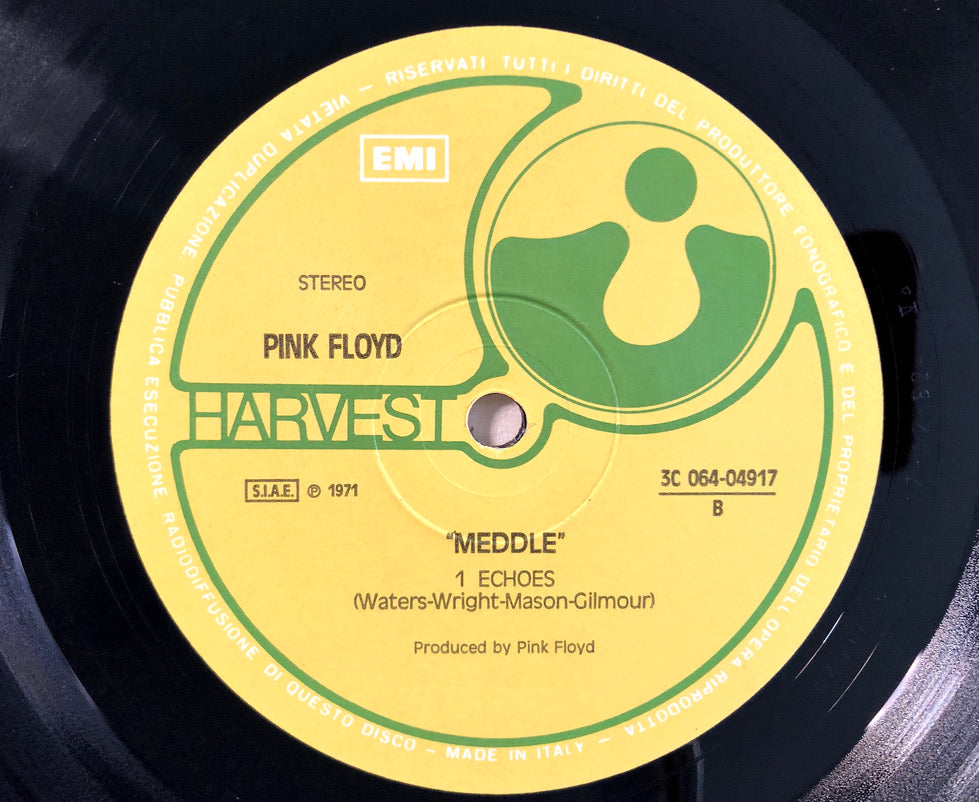 RISERVATI TUTTI I DIRITTI DEL PRODUTTORE FONOGRAFICO E DEL PROPRIETARIO DELL OPERA RIPRODOTTA – MADE IN ITALY – VIETATA DUPLICAZIONE. PUBBLICA ESECUZIONE RADIODIFFUSIONE DI QUESTO DISCO –
EMI
STEREO
PINK FLOYD
HARVEST
S.I.A.E. ℗ 1971
3C 064-04917
B
“MEDDLE”
1 ECHOES
(Waters-Wright-Mason-Gilmour)
Produced by Pink Floyd